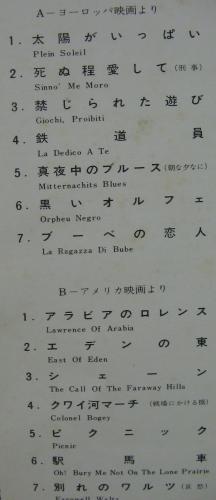 A－ヨーロッパ映画より
1. 太陽がいっぱい
Plein Soleil
2. 死ぬ程愛して(刑事)
Sinno' Me Moro
3. 禁じられた遊び
Giochi, Proibiti
4. 鉄道員
La Dedico A Te
5. 真夜中のブルース(朝な夕なに)
Mitternachits Blues
6. 黒いオルフェ
Orpheu Negro
7. ブーベの恋人
La Ragazza Di Bube
B－アメリカ映画より
1. アラビアのロレンス
Lawrence Of Arabia
2. エデンの東
East Of Eden
3. シェーン
The Call Of The Faraway Hills
4. クワイ河マーチ(戦場にかける橋)
Colonel Bogey
5. ピクニック
Picnic
6. 駅馬車
Oh! Bury Me Not On The Lone Prairie
7. 別れのワルツ(哀愁)
Farewell Waltz